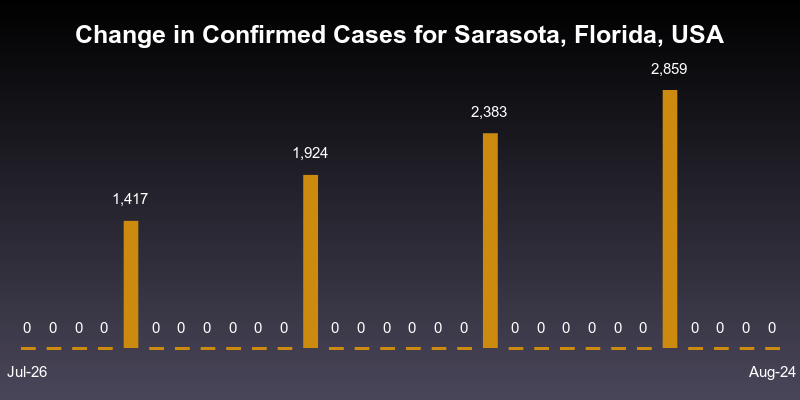 Change in Confirmed Cases for Sarasota, Florida, USA
2,859
2,383
1,924
1,417
0 0 0 0 0 0 0 0 0 0 0 0 0 0 0 0 0 0 0 0 0 0 0 0 0 0
Jul-26 Aug-24